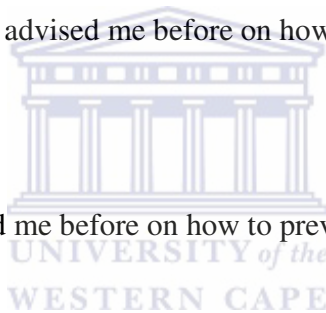 advised me before on how
me before on how to prev
UNIVERSITY of the
WESTERN CAPE